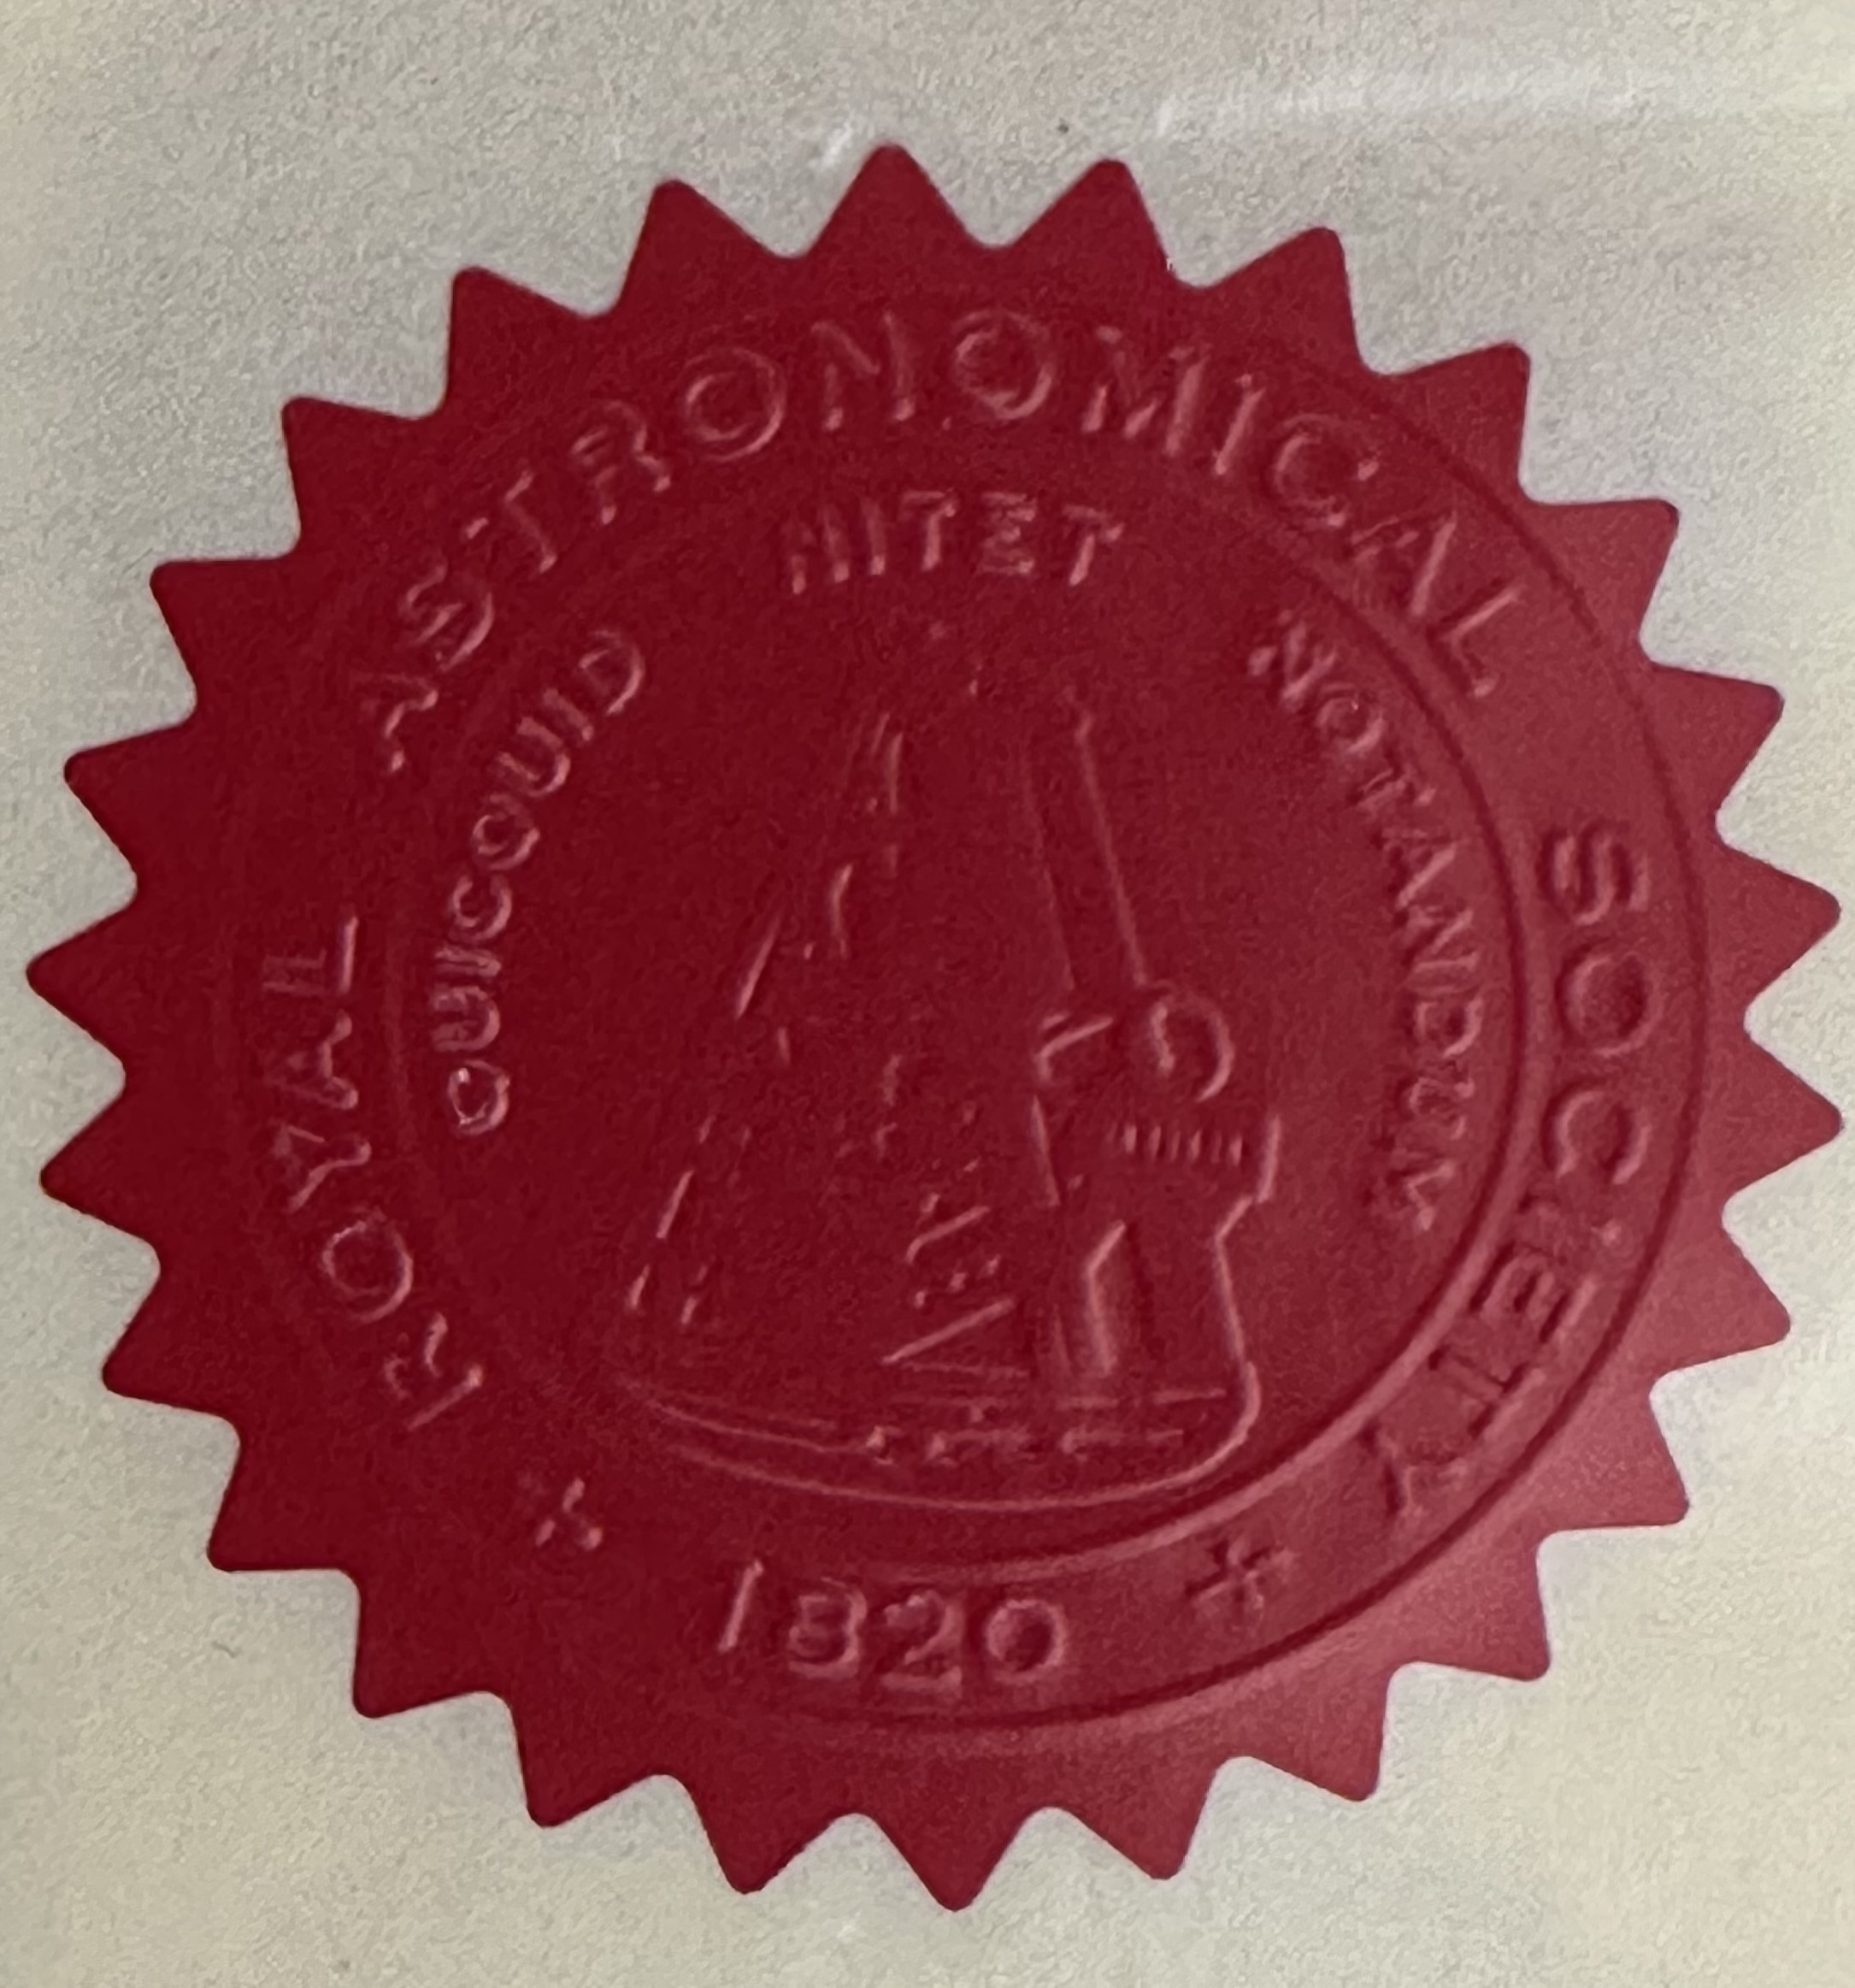 ROYAL ASTRONOMICAL SOCIETY
+ 1820 +
QUICQUID NITET NOTANDUM